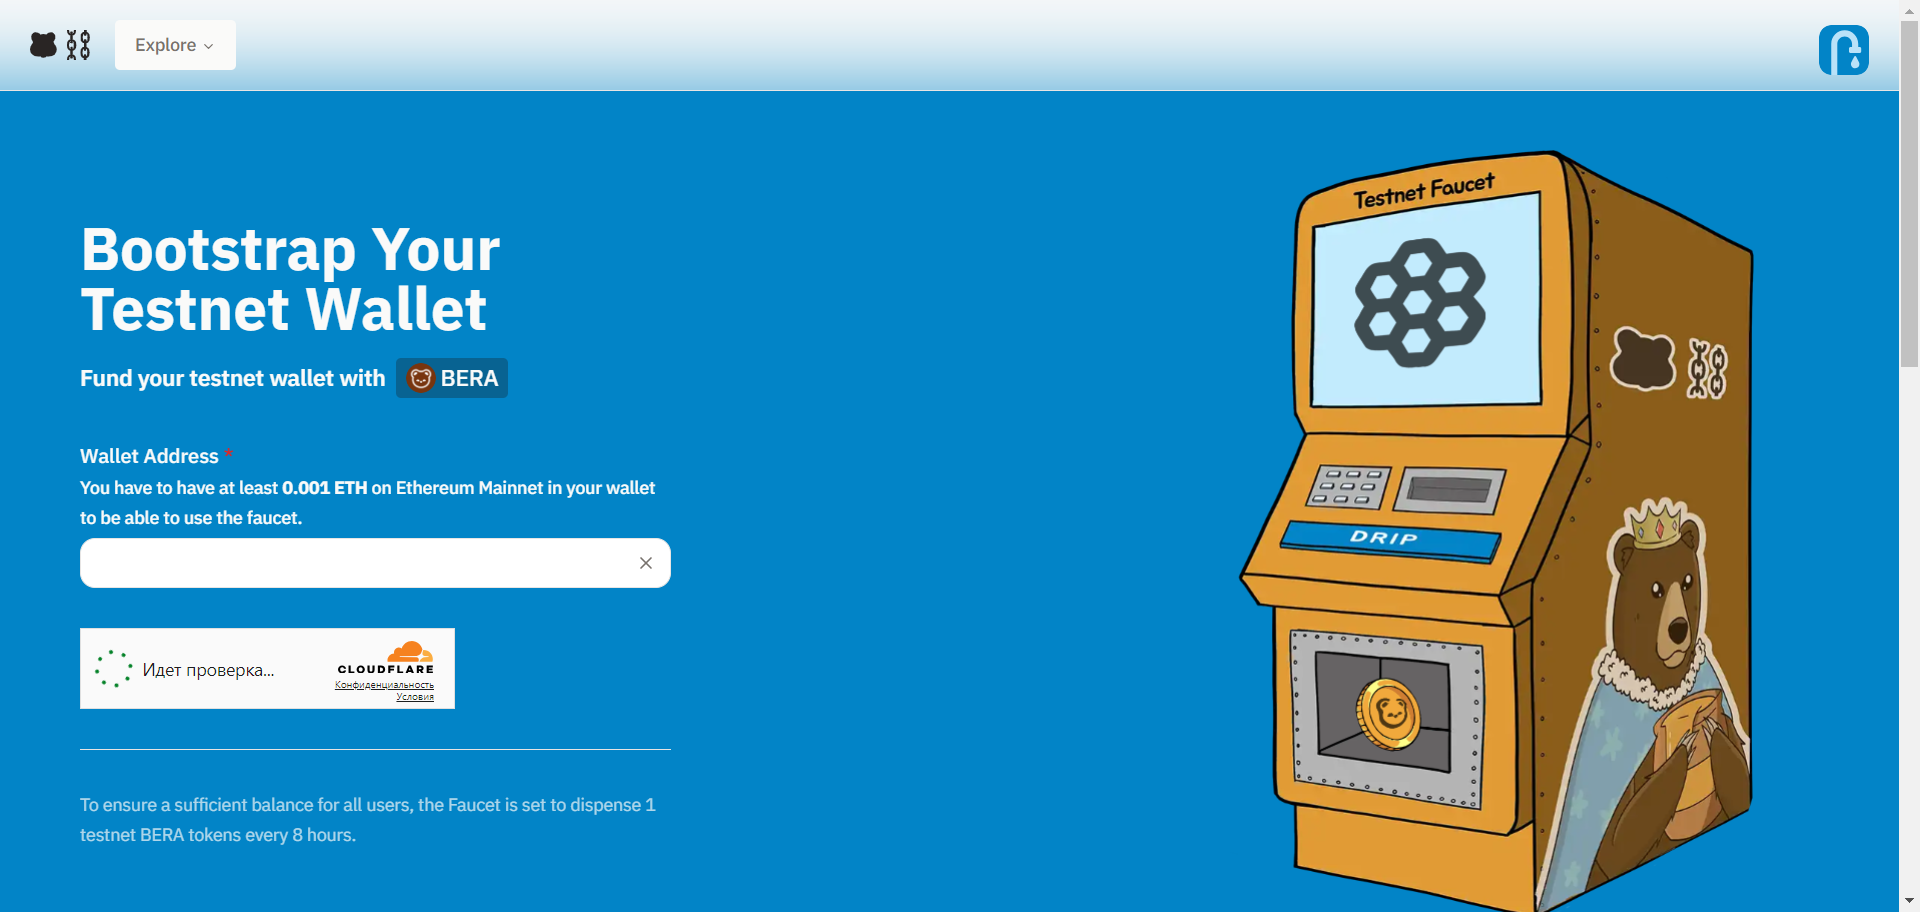 Explore
Testnet Faucet
Bootstrap Your
Testnet Wallet
Fund your testnet wallet with BERA
Wallet Address *
You have to have at least 0.001 ETH on Ethereum Mainnet in your wallet
to be able to use the faucet.
DRIP
Идет проверка...
CLOUDFLARE
Конфиденциальность
Условия
To ensure a sufficient balance for all users, the Faucet is set to dispense 1
testnet BERA tokens every 8 hours.